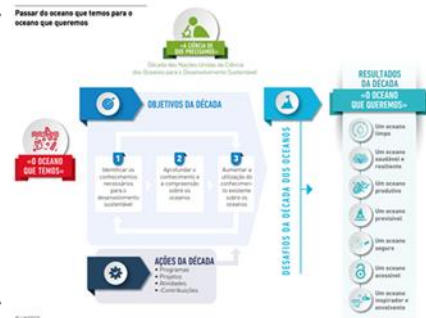 Passar do oceano que temos para o
oceano que queremos
«A CIÊNCIA DE
QUE PRECISAMOS»
Década das Nações Unidas da Ciência
dos Oceanos para o Desenvolvimento Sustentável
OBJETIVOS DA DÉCADA
«O OCEANO
QUE TEMOS»
1
Identificar os
conhecimentos
necessários
para o
desenvolvimento
sustentável
2
Aprofundar o
conhecimento e
a compreensão
sobre os
oceanos
3
Aumentar a
utilização do
conhecimen-
to existente
sobre os
oceanos
AÇÕES DA DÉCADA
• Programas
• Projetos
• Atividades
• Contribuições
DESAFIOS DA DÉCADA DOS OCEANOS
RESULTADOS
DA DÉCADA
«O OCEANO
QUE QUEREMOS»
Um oceano
limpo
Um oceano
saudável e
resiliente
Um oceano
produtivo
Um oceano
previsível
Um oceano
seguro
Um oceano
acessível
Um oceano
inspirador e
envolvente